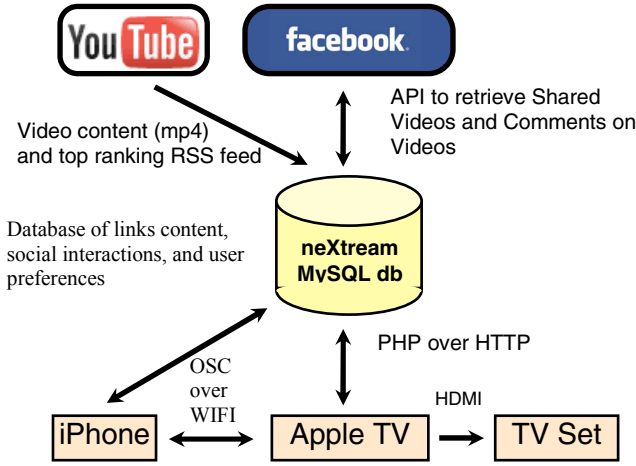 You Tube
facebook.
API to retrieve Shared
Videos and Comments on
Videos
Video content (mp4)
and top ranking RSS feed
Database of links content,
social interactions, and user
preferences
neXtream
MySQL db
PHP over HTTP
OSC
over
WIFI
HDMI
iPhone
Apple TV
TV Set